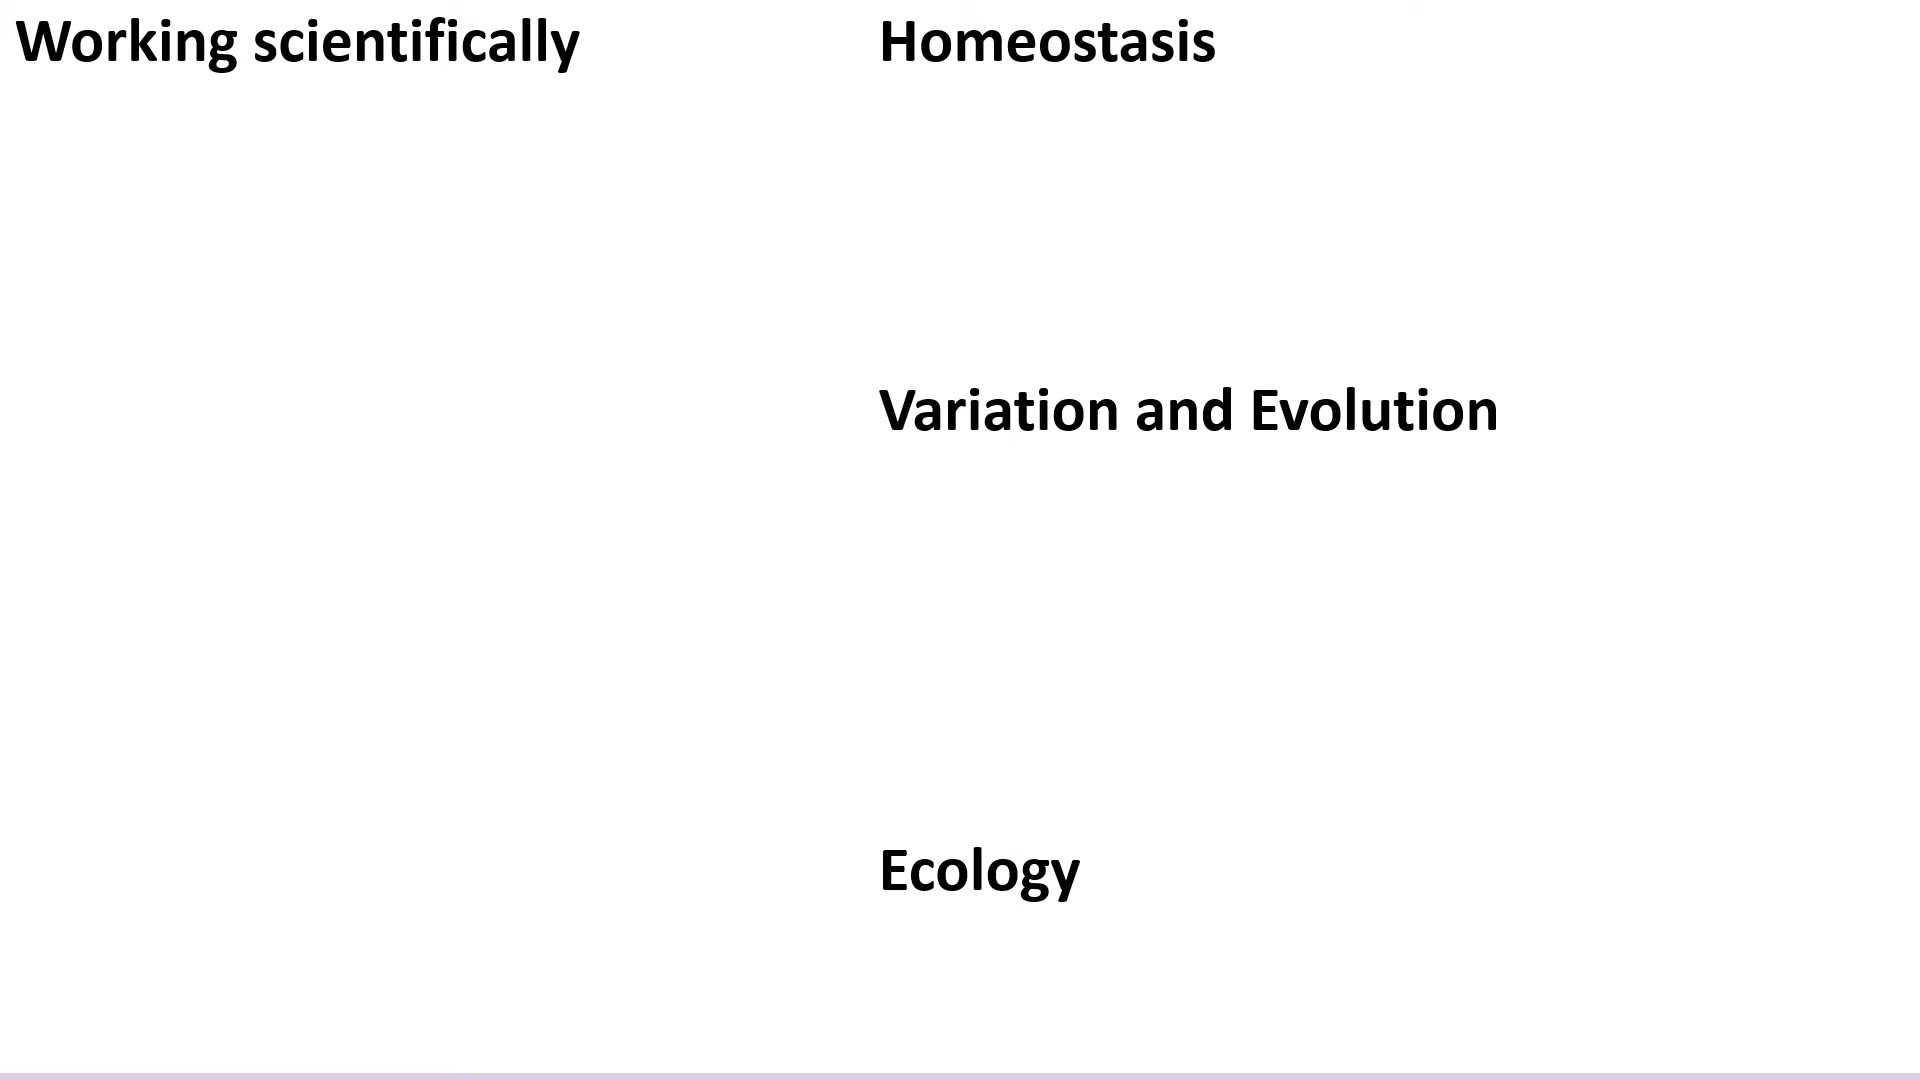 Working scientifically
Homeostasis
Variation and Evolution
Ecology